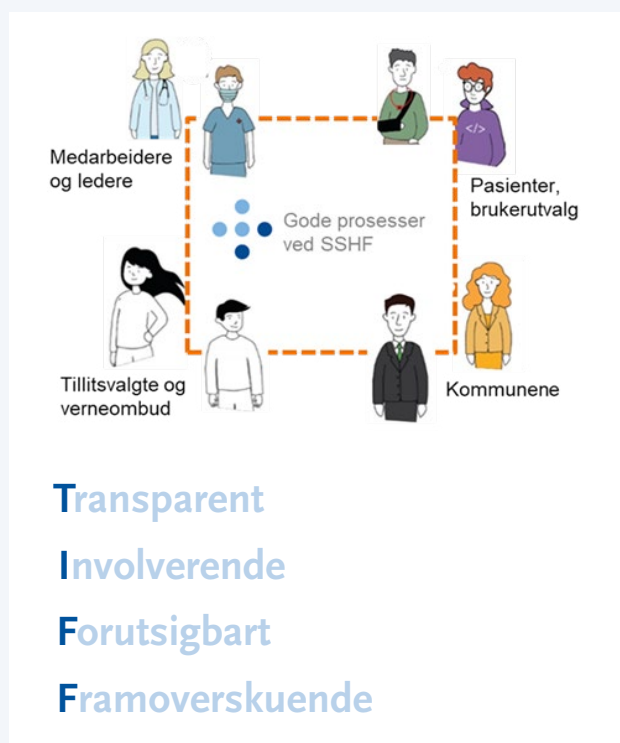 Medarbeidere
og ledere
Pasienter,
brukerutvalg
</>
Gode prosesser
ved SSHF
Tillitsvalgte og
verneombud
Kommunene
Transparent
Involverende
Forutsigbart
Framoverskuende